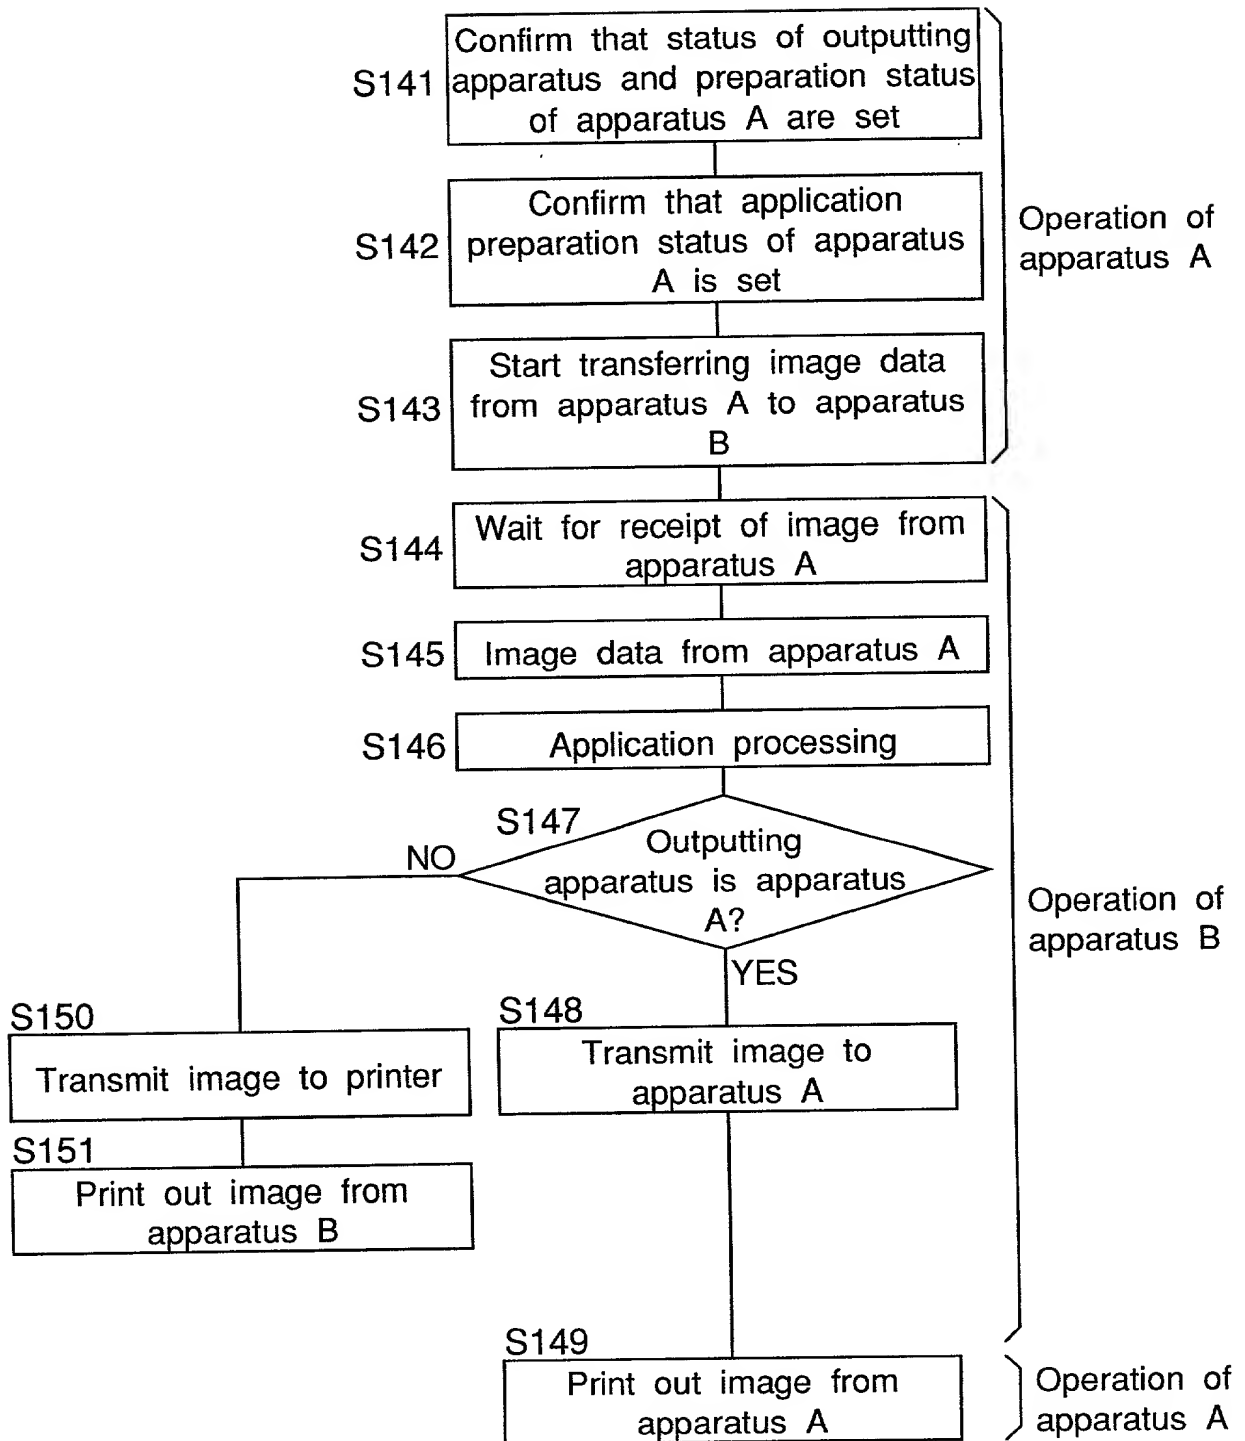 Confirm that status of outputting
S141 apparatus and preparation status
of apparatus A are set
Confirm that application
S142 preparation status of apparatus
A is set
Operation of
apparatus A
Start transferring image data
S143 from apparatus A to apparatus
B
S144 Wait for receipt of image from
apparatus A
S145 Image data from apparatus A
S146 Application processing
S147
Outputting
apparatus is apparatus
A?
NO
YES
Operation of
apparatus B
S150
Transmit image to printer
S148
Transmit image to
apparatus A
S151
Print out image from
apparatus B
S149
Print out image from
apparatus A
Operation of
apparatus A